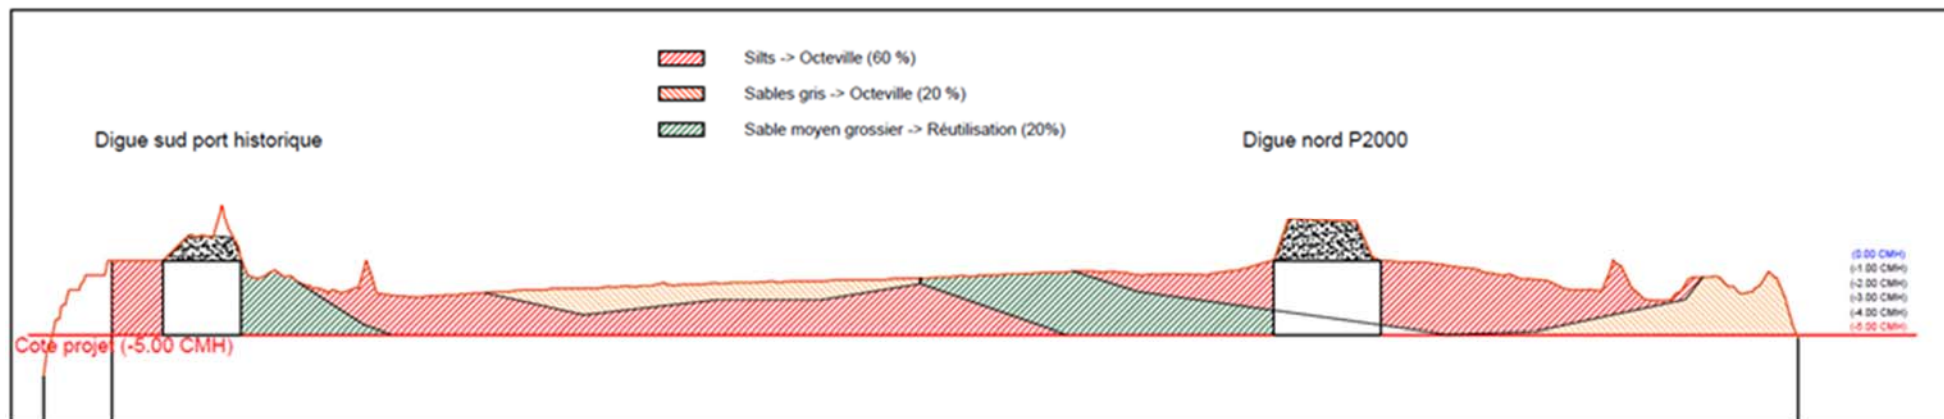 Silts -> Octeville (60 %)
Sables gris -> Octeville (20 %)
Sable moyen grossier -> Réutilisation (20%)
Digue sud port historique
Digue nord P2000
(0.00 CMH)
(-1.00 CMH)
(-2.00 CMH)
(-3.00 CMH)
(-4.00 CMH)
(-5.00 CMH)
Cote projet (-5.00 CMH)